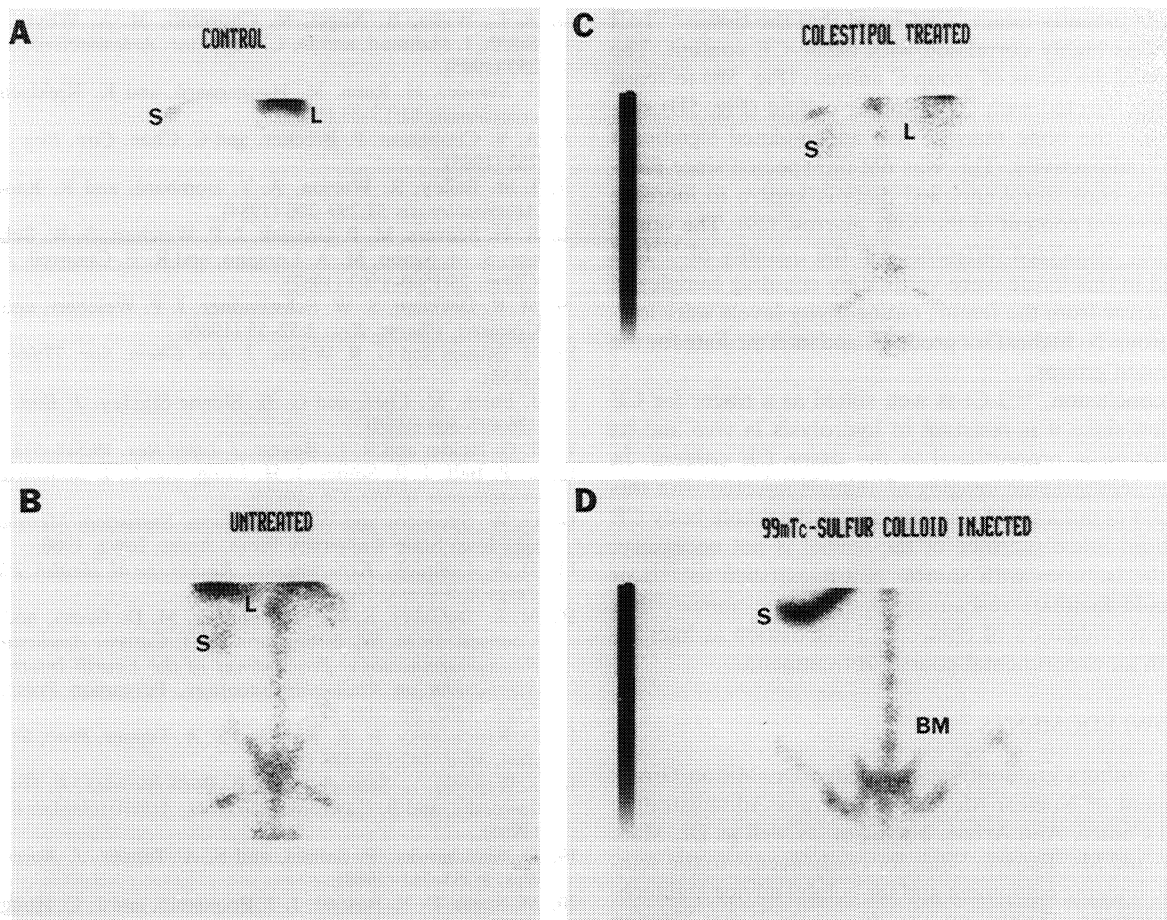 A
CONTROL
S
L
B
UNTREATED
L
S
C
COLESTIPOL TREATED
L
S
D
99mTc-SULFUR COLLOID INJECTED
S
BM